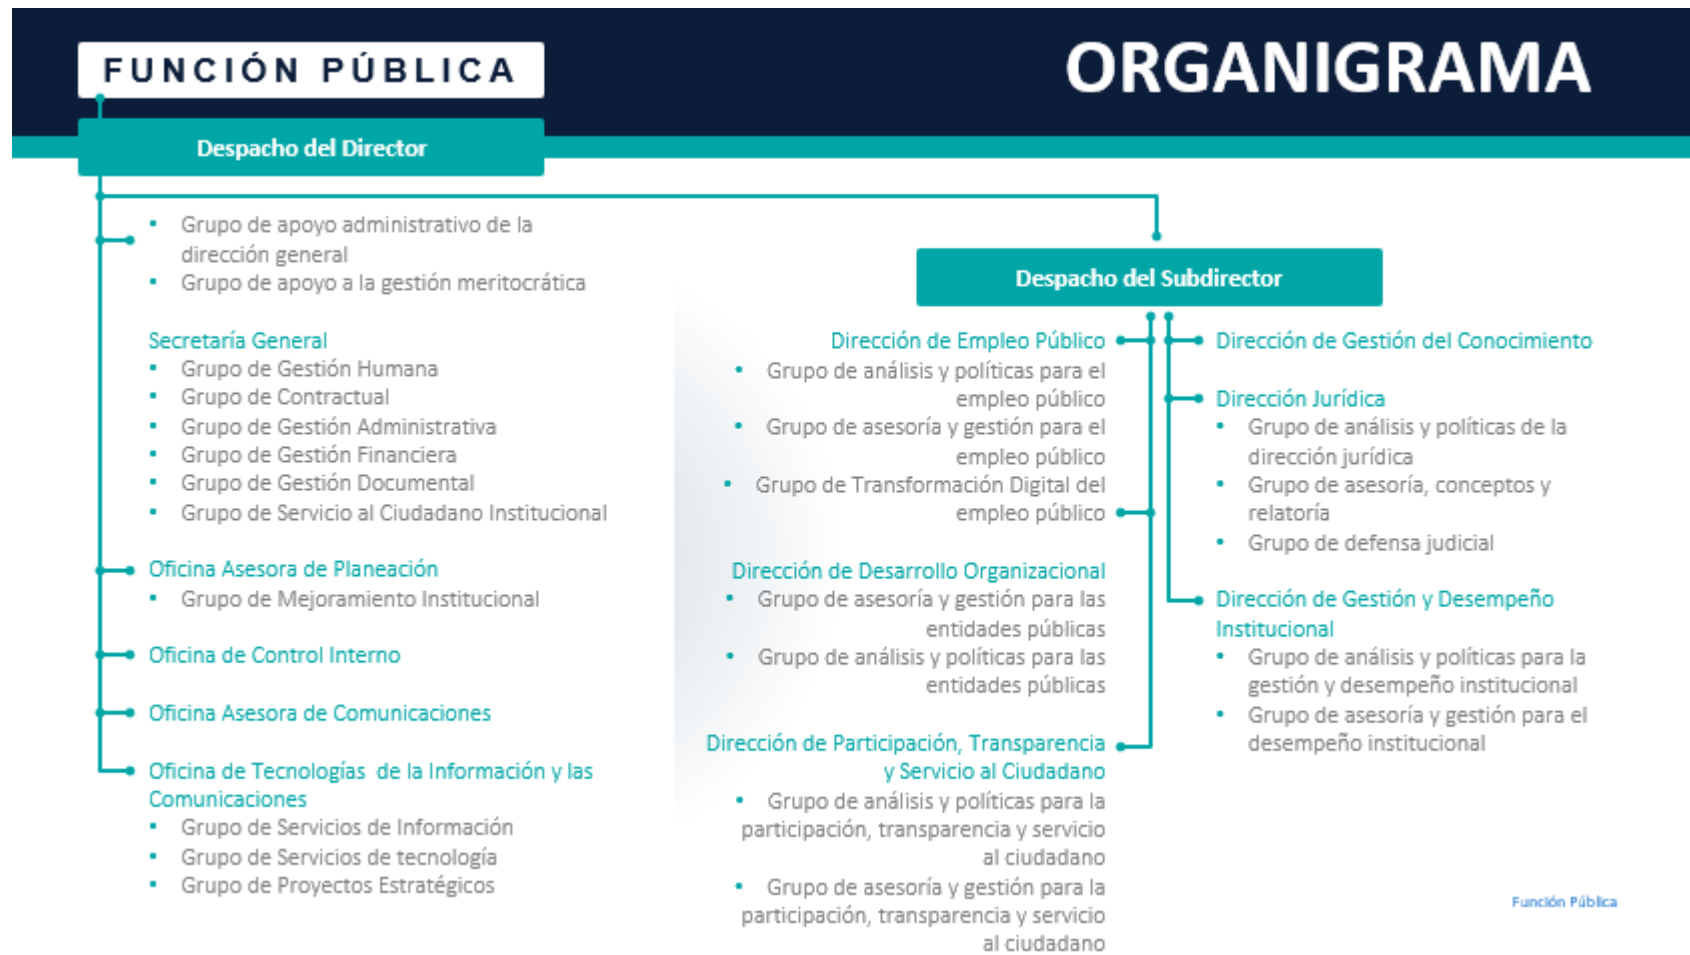 FUNCIÓN PÚBLICA
ORGANIGRAMA
Despacho del Director
• Grupo de apoyo administrativo de la
dirección general
• Grupo de apoyo a la gestión meritocrática
Secretaría General
• Grupo de Gestión Humana
• Grupo de Contractual
• Grupo de Gestión Administrativa
• Grupo de Gestión Financiera
• Grupo de Gestión Documental
• Grupo de Servicio al Ciudadano Institucional
Oficina Asesora de Planeación
• Grupo de Mejoramiento Institucional
Oficina de Control Interno
Oficina Asesora de Comunicaciones
Oficina de Tecnologías de la Información y las
Comunicaciones
• Grupo de Servicios de Información
• Grupo de Servicios de tecnología
• Grupo de Proyectos Estratégicos
Despacho del Subdirector
Dirección de Empleo Público
• Grupo de análisis y políticas para el
empleo público
• Grupo de asesoría y gestión para el
empleo público
• Grupo de Transformación Digital del
empleo público
Dirección de Desarrollo Organizacional
• Grupo de asesoría y gestión para las
entidades públicas
• Grupo de análisis y políticas para las
entidades públicas
Dirección de Participación, Transparencia
y Servicio al Ciudadano
• Grupo de análisis y políticas para la
participación, transparencia y servicio
al ciudadano
• Grupo de asesoría y gestión para la
participación, transparencia y servicio
al ciudadano
Dirección de Gestión del Conocimiento
Dirección Jurídica
• Grupo de análisis y políticas de la
dirección jurídica
• Grupo de asesoría, conceptos y
relatoría
• Grupo de defensa judicial
Dirección de Gestión y Desempeño
Institucional
• Grupo de análisis y políticas para la
gestión y desempeño institucional
• Grupo de asesoría y gestión para el
desempeño institucional
Función Pública